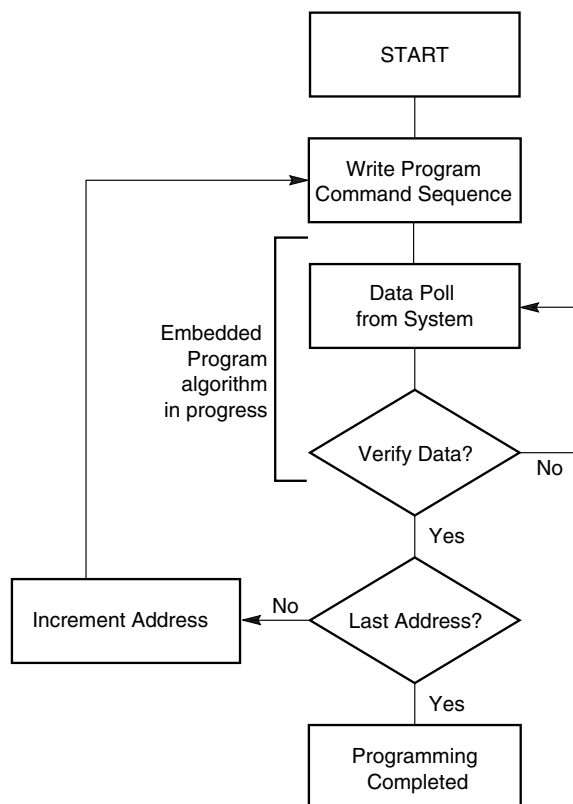 START
Write Program
Command Sequence
Data Poll
from System
Embedded
Program
algorithm
in progress
Verify Data?
No
Yes
Increment Address
No
Last Address?
Yes
Programming
Completed